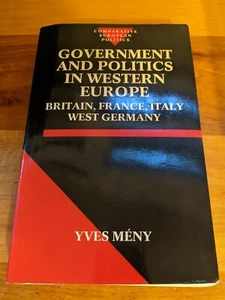 COMPARATIVE
EUROPEAN
POLITICS
GOVERNMENT
AND POLITICS
IN WESTERN
EUROPE
BRITAIN, FRANCE, ITALY
WEST GERMANY
YVES MÉNY